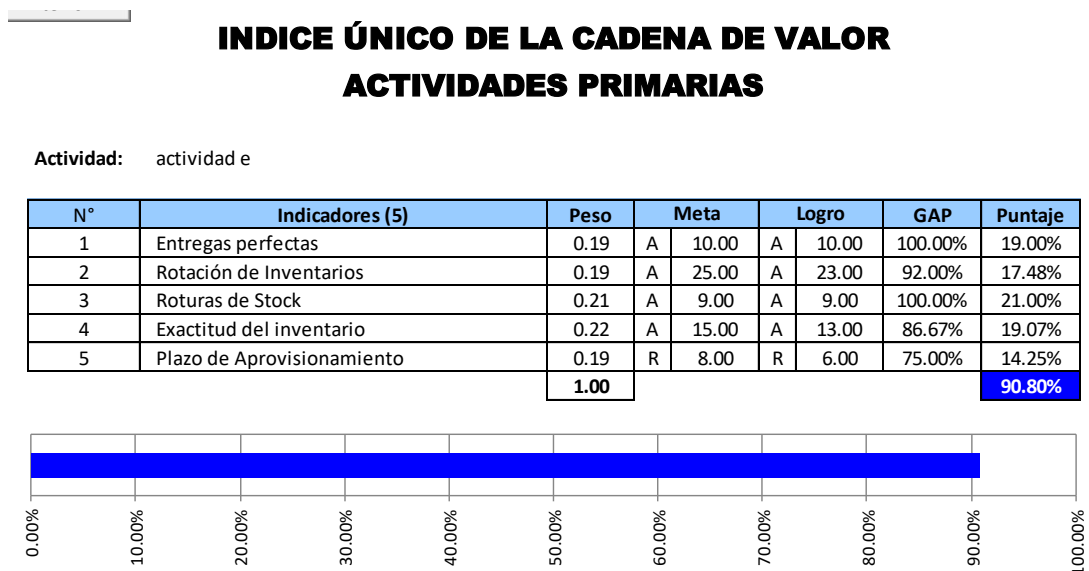 INDICE ÚNICO DE LA CADENA DE VALOR
ACTIVIDADES PRIMARIAS
Actividad: actividad e
N° Indicadores (5) Peso Meta Logro GAP Puntaje
1 Entregas perfectas 0.19 A 10.00 A 10.00 100.00% 19.00%
2 Rotación de Inventarios 0.19 A 25.00 A 23.00 92.00% 17.48%
3 Roturas de Stock 0.21 A 9.00 A 9.00 100.00% 21.00%
4 Exactitud del inventario 0.22 A 15.00 A 13.00 86.67% 19.07%
5 Plazo de Aprovisionamiento 0.19 R 8.00 R 6.00 75.00% 14.25%
1.00 90.80%
0.00% 10.00% 20.00% 30.00% 40.00% 50.00% 60.00% 70.00% 80.00% 90.00% 100.00%